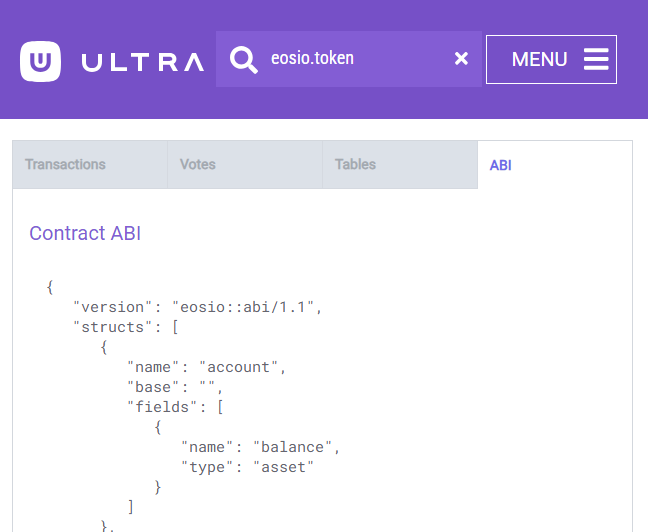 ULTRA
eosio.token
MENU
Transactions
Votes
Tables
ABI
Contract ABI
{
"version": "eosio::abi/1.1",
"structs": [
{
"name": "account",
"base": "",
"fields": [
{
"name": "balance",
"type": "asset"
}
]
},